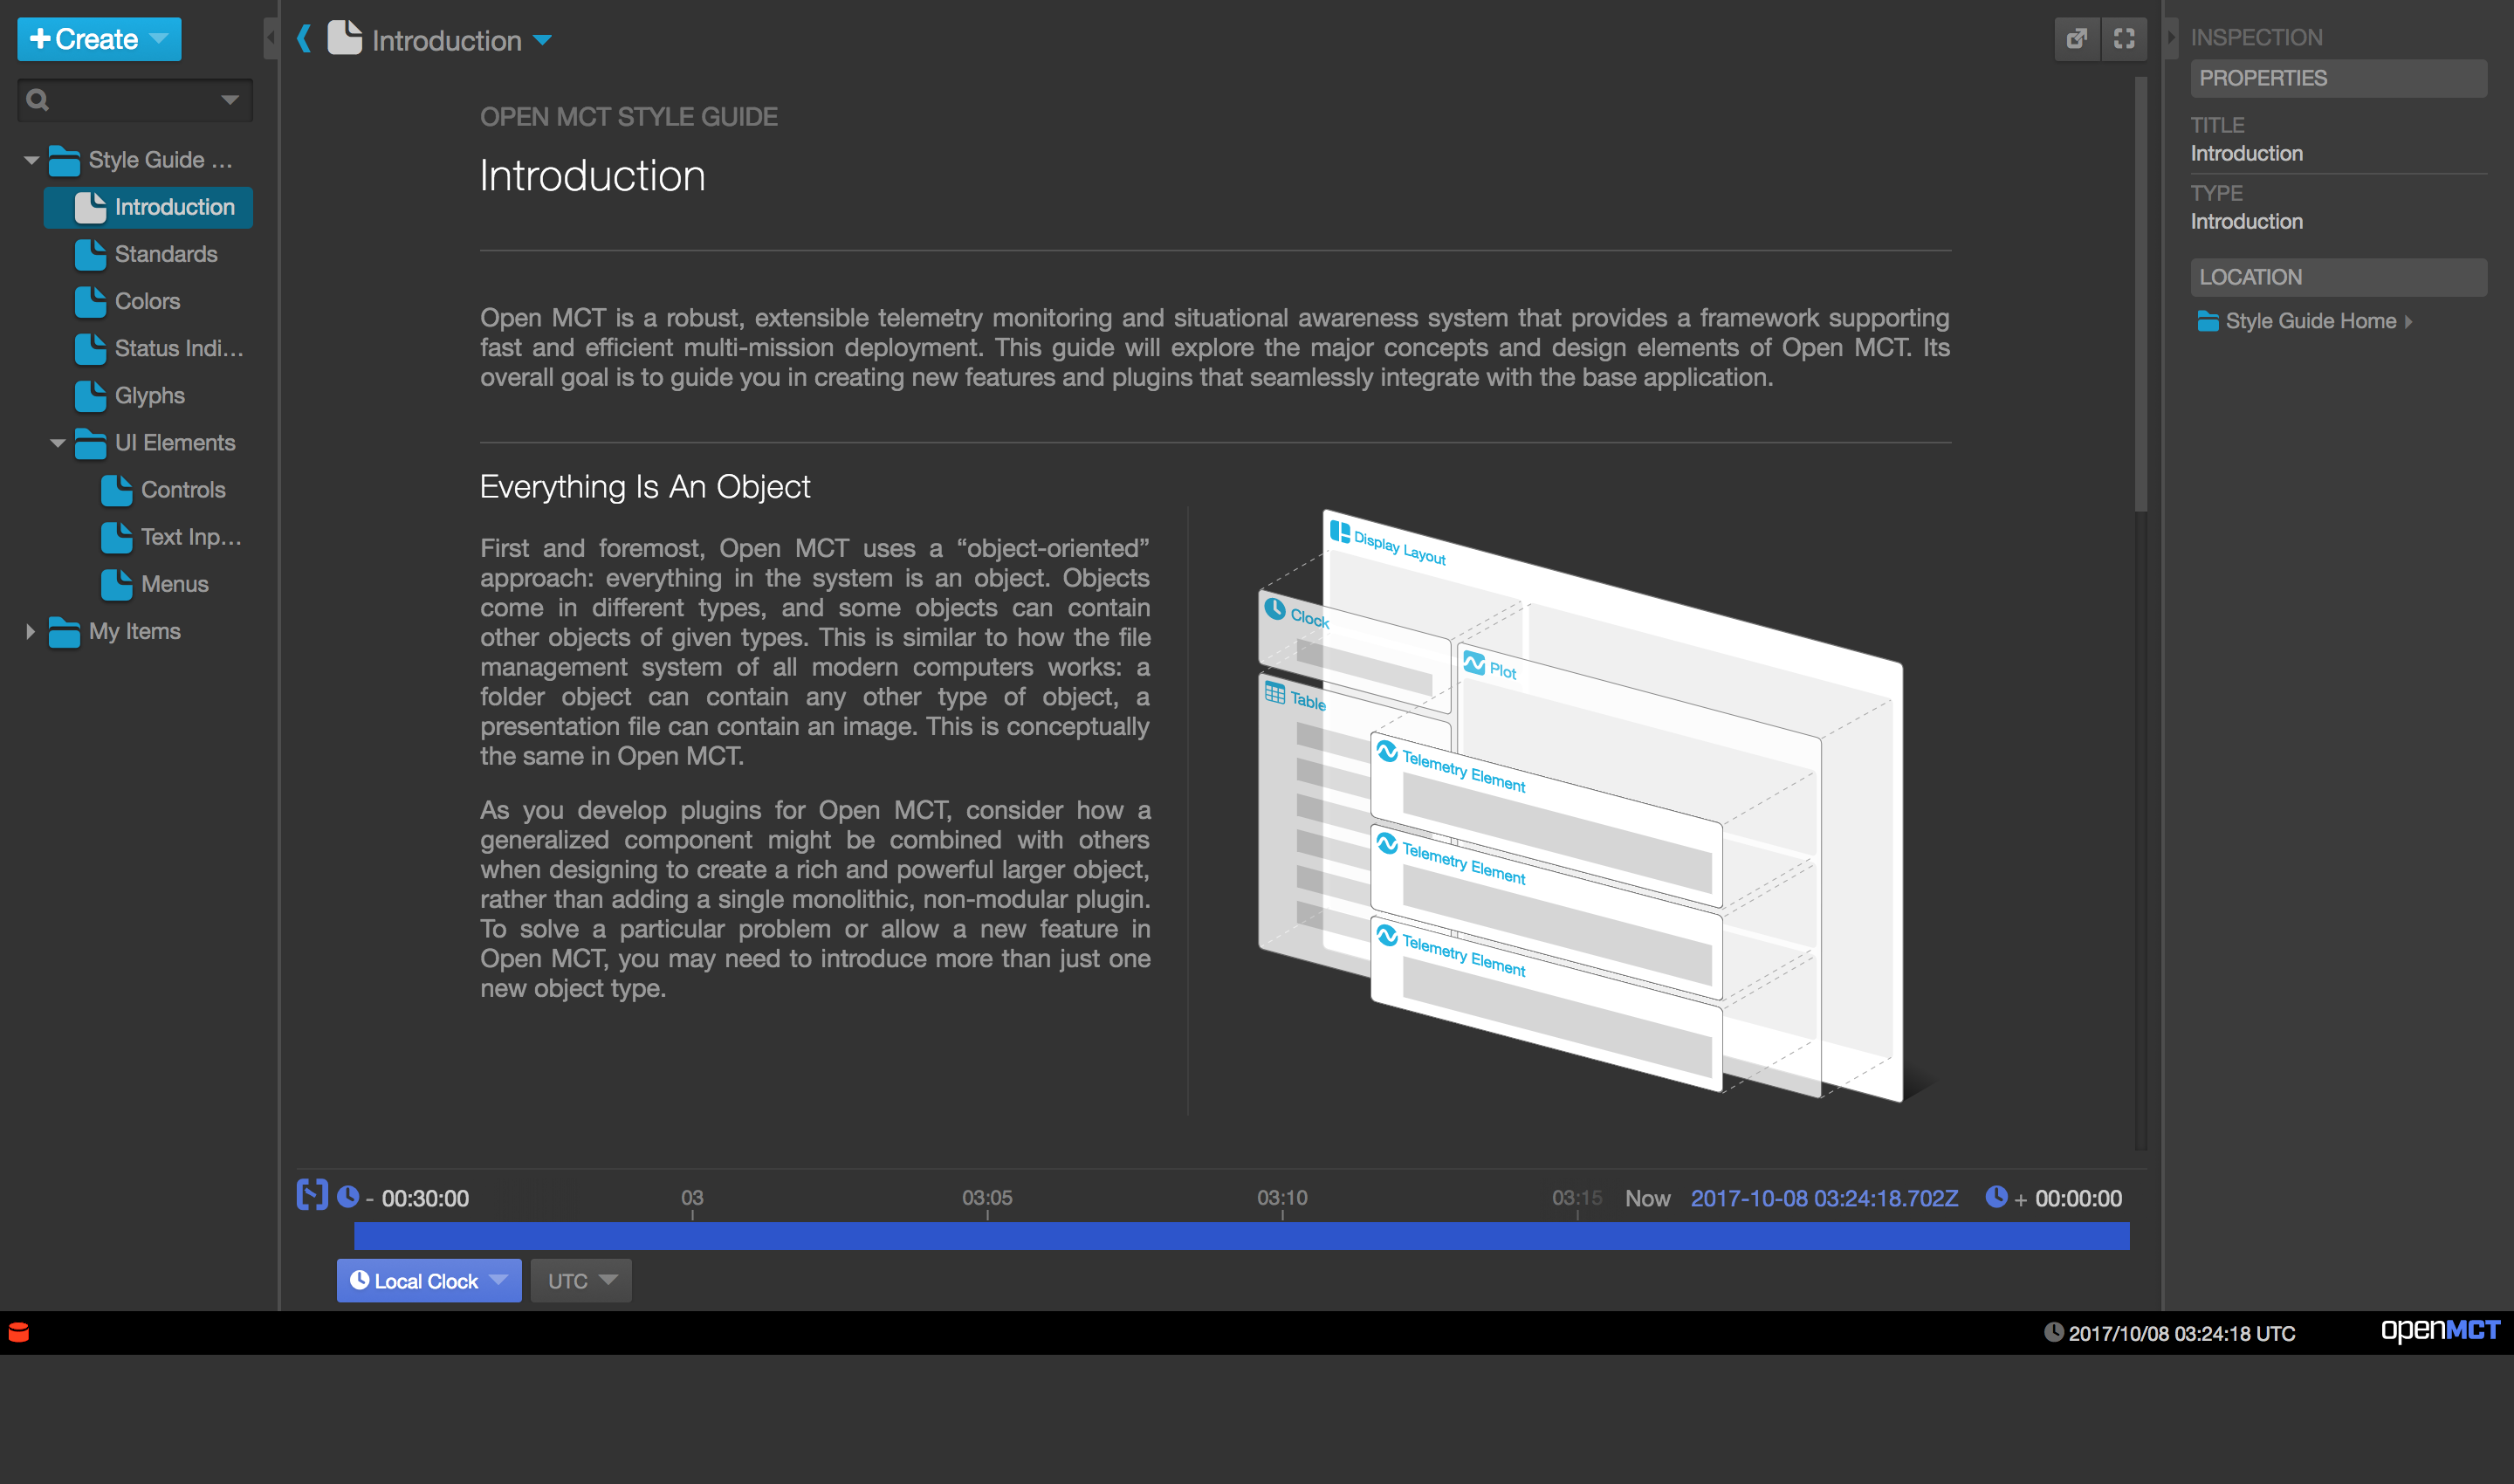 Create
Introduction
INSPECTION
PROPERTIES
TITLE
Introduction
TYPE
Introduction
LOCATION
Style Guide Home
Style Guide ...
Introduction
Standards
Colors
Status Indi...
Glyphs
UI Elements
Controls
Text Inp...
Menus
My Items
OPEN MCT STYLE GUIDE
Introduction
Open MCT is a robust, extensible telemetry monitoring and situational awareness system that provides a framework supporting
fast and efficient multi-mission deployment. This guide will explore the major concepts and design elements of Open MCT. Its
overall goal is to guide you in creating new features and plugins that seamlessly integrate with the base application.
Everything Is An Object
First and foremost, Open MCT uses a “object-oriented”
approach: everything in the system is an object. Objects
come in different types, and some objects can contain
other objects of given types. This is similar to how the file
management system of all modern computers works: a
folder object can contain any other type of object, a
presentation file can contain an image. This is conceptually
the same in Open MCT.
As you develop plugins for Open MCT, consider how a
generalized component might be combined with others
when designing to create a rich and powerful larger object,
rather than adding a single monolithic, non-modular plugin.
To solve a particular problem or allow a new feature in
Open MCT, you may need to introduce more than just one
new object type.
Display Layout
Clock
Plot
Table
Telemetry Element
Telemetry Element
Telemetry Element
- 00:30:00
03
03:05
03:10
03:15
Now
2017-10-08 03:24:18.702Z
+ 00:00:00
Local Clock
UTC
2017/10/08 03:24:18 UTC
openMCT